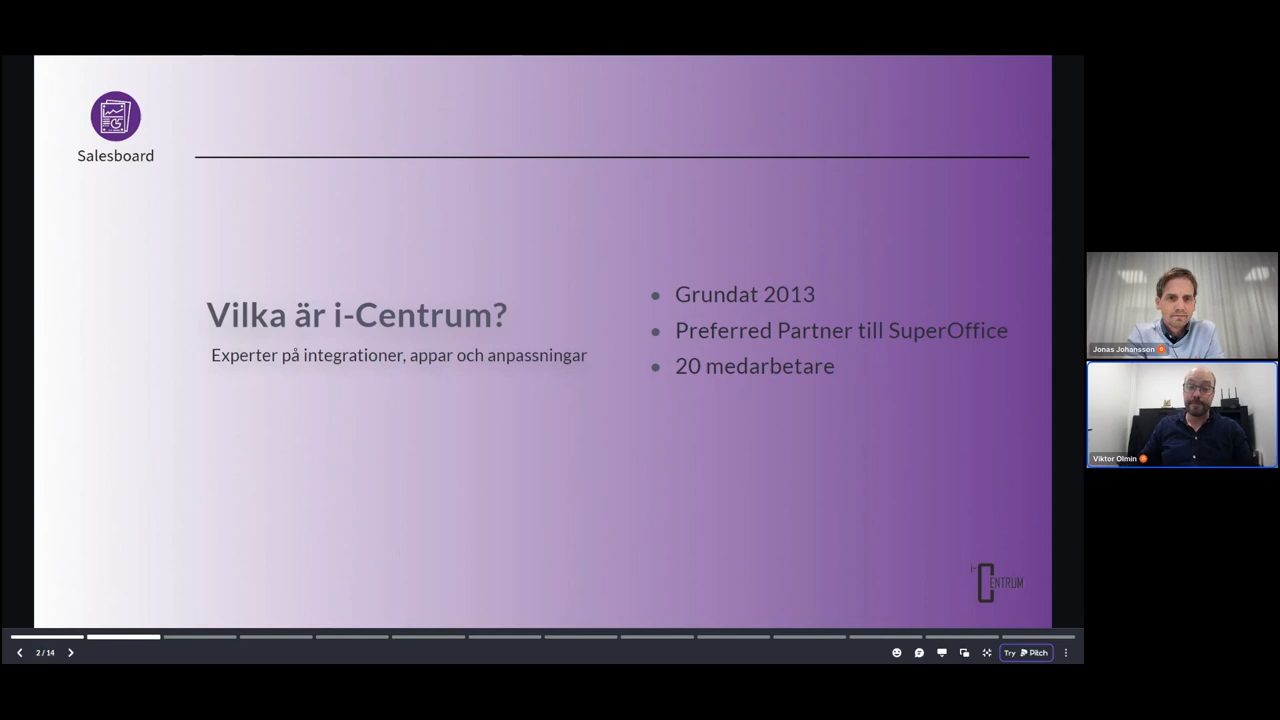 Salesboard
Vilka är i-Centrum?
Experter på integrationer, appar och anpassningar
Grundat 2013
Preferred Partner till SuperOffice
20 medarbetare
i-CENTRUM
Jonas Johansson
Viktor Olmin
2 / 14
Try Pitch